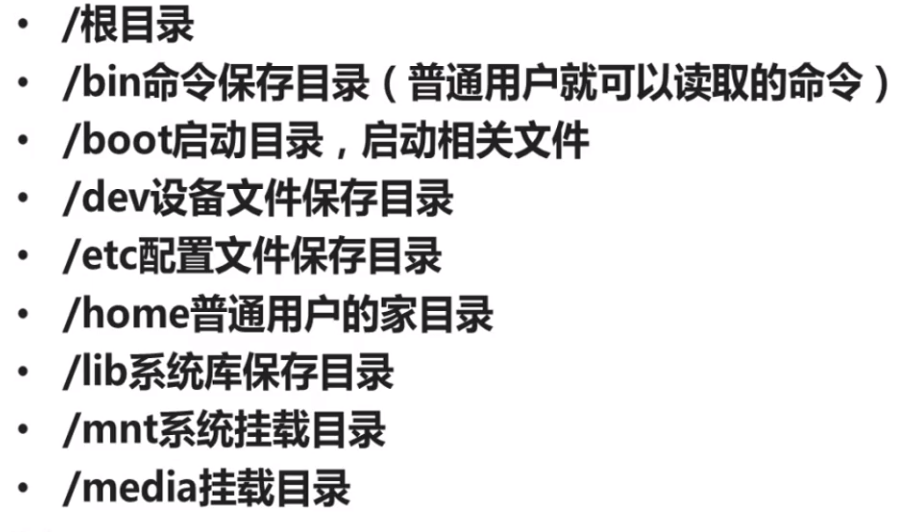 • /根目录
• /bin命令保存目录（普通用户就可以读取的命令）
• /boot启动目录，启动相关文件
• /dev设备文件保存目录
• /etc配置文件保存目录
• /home普通用户的家目录
• /lib系统库保存目录
• /mnt系统挂载目录
• /media挂载目录